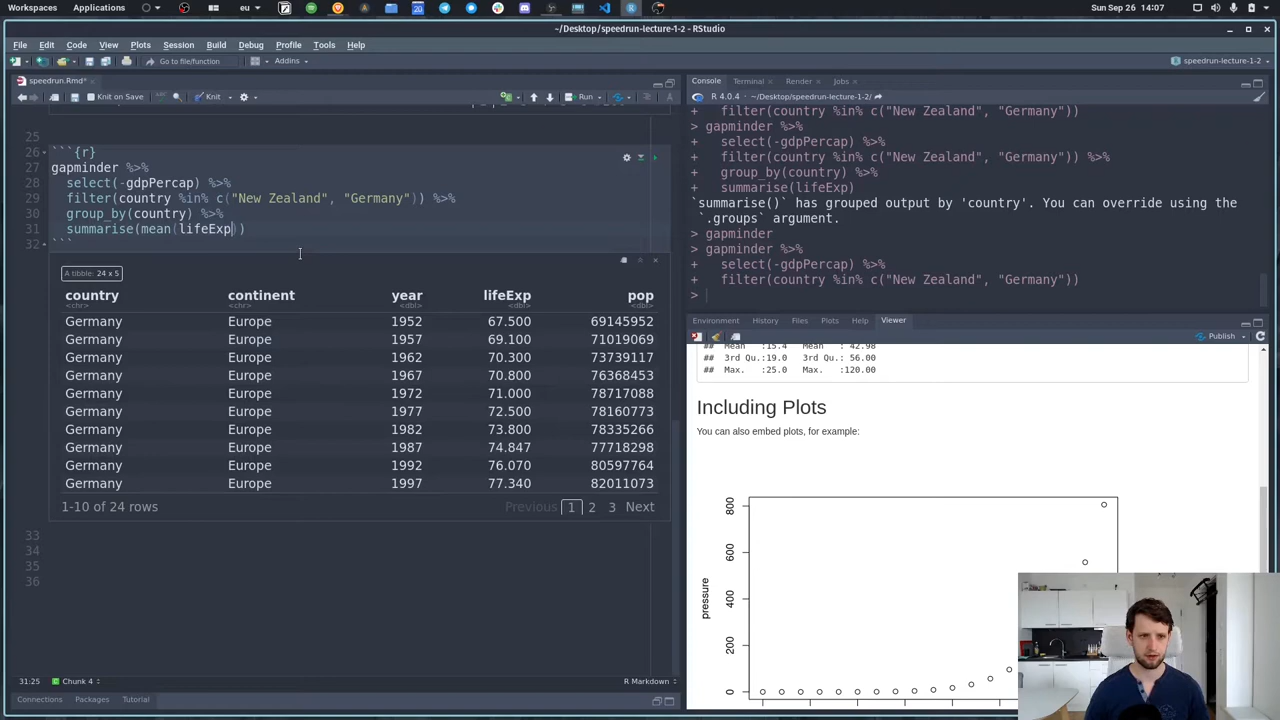 Workspaces Applications eu Sep 26 14:07
~/Desktop/speedrun-lecture-1-2 - RStudio
File Edit Code View Plots Session Build Debug Profile Tools Help
Go to file/function Addins speedrun-lecture-1-2
speedrun.Rmd*
Knit on Save Knit Run
25
26 ```{r}
27 gapminder %>%
28 select(-gdpPercap) %>%
29 filter(country %in% c("New Zealand", "Germany")) %>%
30 group_by(country) %>%
31 summarise(mean(lifeExp))
32 ```
A tibble: 24 x 5
country continent year lifeExp pop
<chr> <chr> <dbl> <dbl> <dbl>
Germany Europe 1952 67.500 69145952
Germany Europe 1957 69.100 71019069
Germany Europe 1962 70.300 73739117
Germany Europe 1967 70.800 76368453
Germany Europe 1972 71.000 78717088
Germany Europe 1977 72.500 78160773
Germany Europe 1982 73.800 78335266
Germany Europe 1987 74.847 77718298
Germany Europe 1992 76.070 80597764
Germany Europe 1997 77.340 82011073
1-10 of 24 rows Previous 1 2 3 Next
33
34
35
36
31:25 Chunk 4 R Markdown
Connections Packages Tutorial
Console Terminal Render Jobs
R 4.0.4 · ~/Desktop/speedrun-lecture-1-2/
+ filter(country %in% c("New Zealand", "Germany"))
> gapminder %>%
+ select(-gdpPercap) %>%
+ filter(country %in% c("New Zealand", "Germany")) %>%
+ group_by(country) %>%
+ summarise(lifeExp)
`summarise()` has grouped output by 'country'. You can override using the
`.groups` argument.
> gapminder
> gapminder %>%
+ select(-gdpPercap) %>%
+ filter(country %in% c("New Zealand", "Germany"))
>
Environment History Files Plots Help Viewer
Publish
## Mean :15.4 Mean : 42.98
## 3rd Qu.:19.0 3rd Qu.: 56.00
## Max. :25.0 Max. :120.00
Including Plots
You can also embed plots, for example:
800
600
400
200
0
pressure